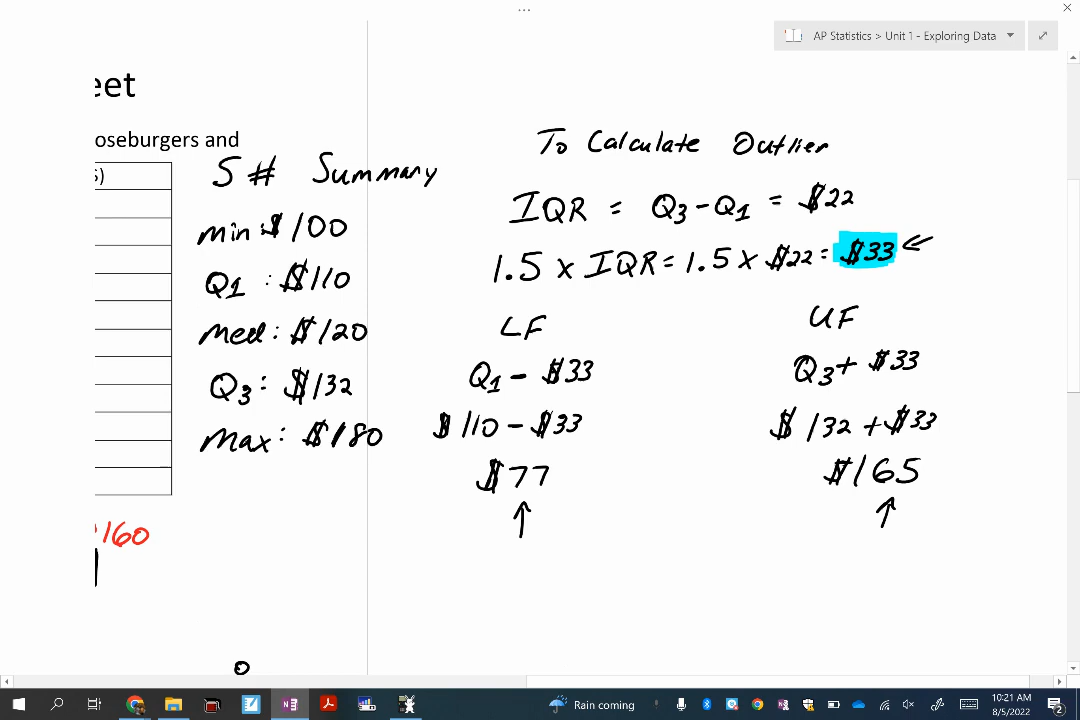 ...
AP Statistics > Unit 1 - Exploring Data
eet
oseburgers and
)
5 # Summary
min: $100
Q1 : $110
med: $120
Q3: $132
max: $180
160
To Calculate Outlier
IQR = Q3 - Q1 = $22
1.5 x IQR = 1.5 x $22 = $33
LF
Q1 - $33
$110 - $33
$77
UF
Q3 + $33
$132 + $33
$165
Rain coming
10:21 AM
8/5/2022
2